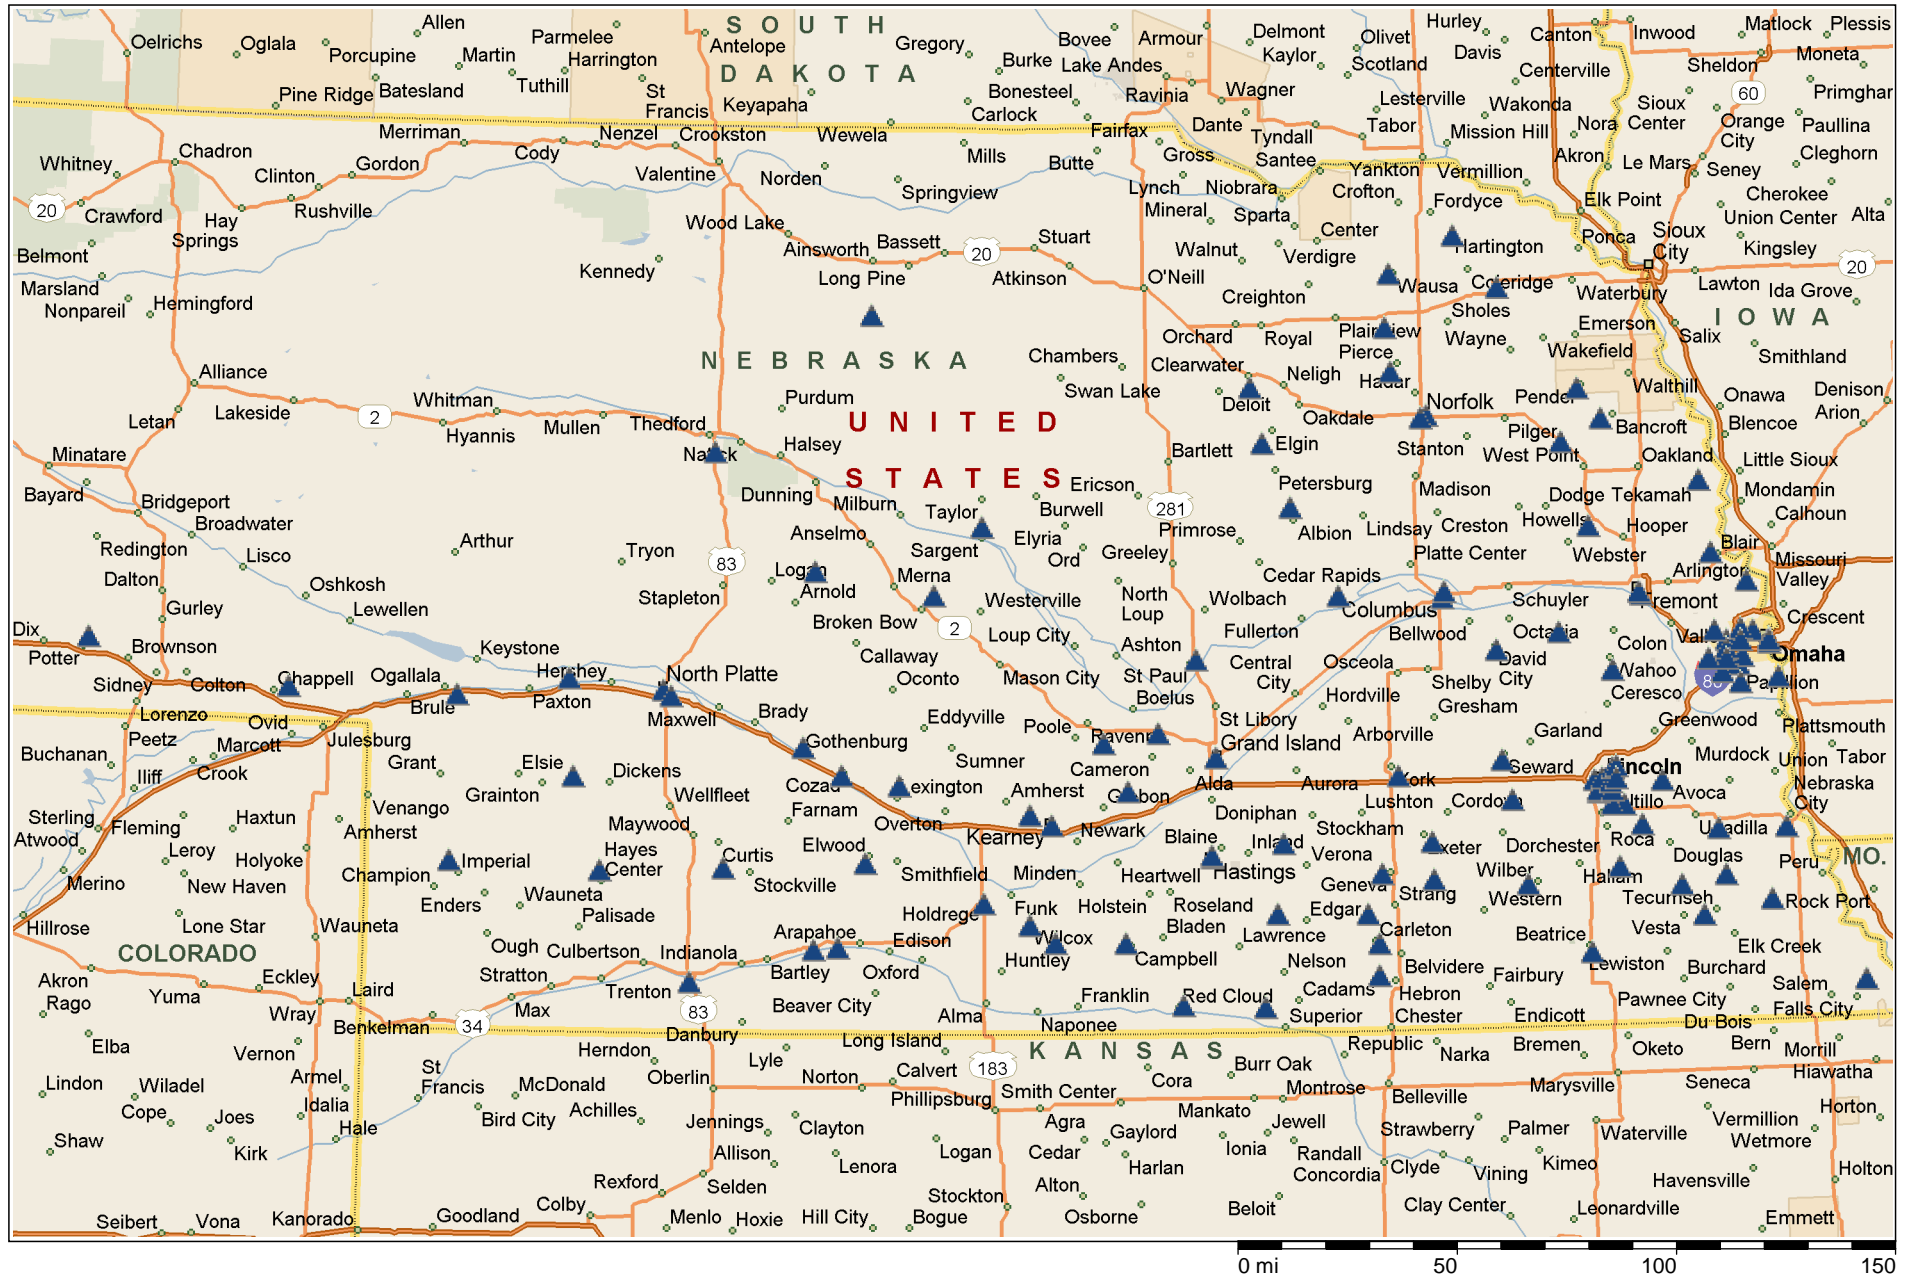 SOUTH
DAKOTA
Oelrichs
Oglala
Porcupine
Allen
Martin
Parmelee
Harrington
Tuthill
Antelope
Gregory
Burke
Bovee
Lake Andes
Armour
Delmont
Kaylor
Olivet
Scotland
Hurley
Davis
Canton
Inwood
Matlock
Plessis
Moneta
Sheldon
Centerville
60
Pine Ridge
Batesland
St
Francis
Keyapaha
Bonesteel
Carlock
Ravinia
Wagner
Lesterville
Wakonda
Sioux
Center
Primghar
Merriman
Nenzel
Crookston
Wewela
Fairfax
Dante
Tyndall
Tabor
Mission Hill
Nora
Orange
City
Paullina
Whitney
Chadron
Gordon
Cody
Valentine
Norden
Mills
Butte
Gross
Santee
Yankton
Vermillion
Akron
Le Mars
Seney
Cleghorn
Clinton
20
Crawford
Hay
Springs
Rushville
Springview
Lynch
Mineral
Niobrara
Sparta
Crofton
Fordyce
Elk Point
Cherokee
Union Center
Alta
Belmont
Wood Lake
Ainsworth
Bassett
20
Stuart
Walnut
Center
Verdigre
Hartington
Ponca
Sioux
City
Kingsley
20
Marsland
Nonpareil
Hemingford
Kennedy
Long Pine
Atkinson
O'Neill
Creighton
Wausa
Coleridge
Waterbury
Lawton
Ida Grove
Sholes
IOWA
NEBRASKA
Orchard
Royal
Plainview
Pierce
Wayne
Emerson
Wakefield
Salix
Smithland
Alliance
Chambers
Swan Lake
Clearwater
Neligh
Hadar
Walthill
Onawa
Denison
Arion
Letan
Lakeside
2
Whitman
Hyannis
Mullen
Thedford
Purdum
UNITED
STATES
Deloit
Oakdale
Norfolk
Pender
Bancroft
Blencoe
Minatare
Halsey
Bartlett
Elgin
Stanton
Pilger
West Point
Oakland
Little Sioux
Bayard
Bridgeport
Broadwater
Dunning
Milburn
Taylor
Ericson
Burwell
281
Petersburg
Madison
Dodge
Tekamah
Mondamin
Calhoun
Redington
Lisco
Arthur
Tryon
83
Anselmo
Sargent
Elyria
Ord
Greeley
Primrose
Albion
Lindsay
Creston
Howells
Hooper
Platte Center
Webster
Blair
Missouri
Valley
Dalton
Oshkosh
Logan
Arnold
Merna
Cedar Rapids
Arlington
Gurley
Lewellen
Stapleton
Broken Bow
2
Westerville
North
Loup
Wolbach
Columbus
Schuyler
Fremont
Crescent
Dix
Potter
Brownson
Keystone
Callaway
Loup City
Ashton
Fullerton
Bellwood
Octavia
Colon
Omaha
Sidney
Colton
Chappell
Ogallala
Brule
Hershey
Paxton
North Platte
Maxwell
Oconto
Mason City
St Paul
Boelus
Central
City
Osceola
Shelby
David
City
Wahoo
Ceresco
Papillion
Lorenzo
Peetz
Ovid
Julesburg
Brady
Eddyville
Poole
Hordville
Gresham
Greenwood
Plattsmouth
Buchanan
Marcott
Crook
Iliff
Grant
Elsie
Dickens
Gothenburg
Sumner
Cameron
St Libory
Grand Island
Arborville
Garland
Murdock
Union
Tabor
Sterling
Atwood
Fleming
Haxtun
Venango
Grainton
Wellfleet
Cozad
Farnam
Lexington
Amherst
Alda
Aurora
York
Seward
Lincoln
Avoca
Nebraska
City
Amherst
Maywood
Overton
Kearney
Newark
Doniphan
Lushton
Stockham
Leroy
Holyoke
Hayes
Center
Curtis
Elwood
Blaine
Inland
Verona
Exeter
Dorchester
Roca
Unadilla
Merino
New Haven
Champion
Imperial
Stockville
Smithfield
Minden
Heartwell
Hastings
Geneva
Strang
Wilber
Western
Hallam
Douglas
Peru
MO.
Hillrose
Lone Star
Wauneta
Enders
Wauneta
Palisade
Holdrege
Funk
Holstein
Roseland
Bladen
Edgar
Tecumseh
Rock Port
COLORADO
Ough
Culbertson
Indianola
Arapahoe
Edison
Wilcox
Huntley
Campbell
Lawrence
Carleton
Beatrice
Vesta
Elk Creek
Akron
Rago
Yuma
Eckley
Laird
Stratton
Trenton
Bartley
Oxford
Nelson
Belvidere
Fairbury
Lewiston
Burchard
Salem
Wray
Max
83
Beaver City
Franklin
Red Cloud
Cadams
Hebron
Pawnee City
Falls City
Benkelman
34
Danbury
Alma
Naponee
Superior
Chester
Endicott
Du Bois
Elba
Vernon
Herndon
Lyle
Long Island
KANSAS
Burr Oak
Republic
Narka
Bremen
Oketo
Bern
Morrill
Lindon
Wiladel
Armel
St
Francis
McDonald
Oberlin
Norton
Calvert
183
Smith Center
Cora
Montrose
Marysville
Seneca
Hiawatha
Cope
Joes
Idalia
Bird City
Achilles
Phillipsburg
Mankato
Belleville
Horton
Shaw
Kirk
Hale
Jennings
Clayton
Agra
Gaylord
Jewell
Strawberry
Palmer
Waterville
Vermillion
Wetmore
Allison
Lenora
Logan
Cedar
Harlan
Ionia
Randall
Concordia
Clyde
Vining
Kimeo
Havensville
Holton
Rexford
Selden
Stockton
Alton
Beloit
Clay Center
Leonardville
Seibert
Vona
Kanorado
Goodland
Colby
Menlo
Hoxie
Hill City
Bogue
Osborne
Emmett
0 mi
50
100
150